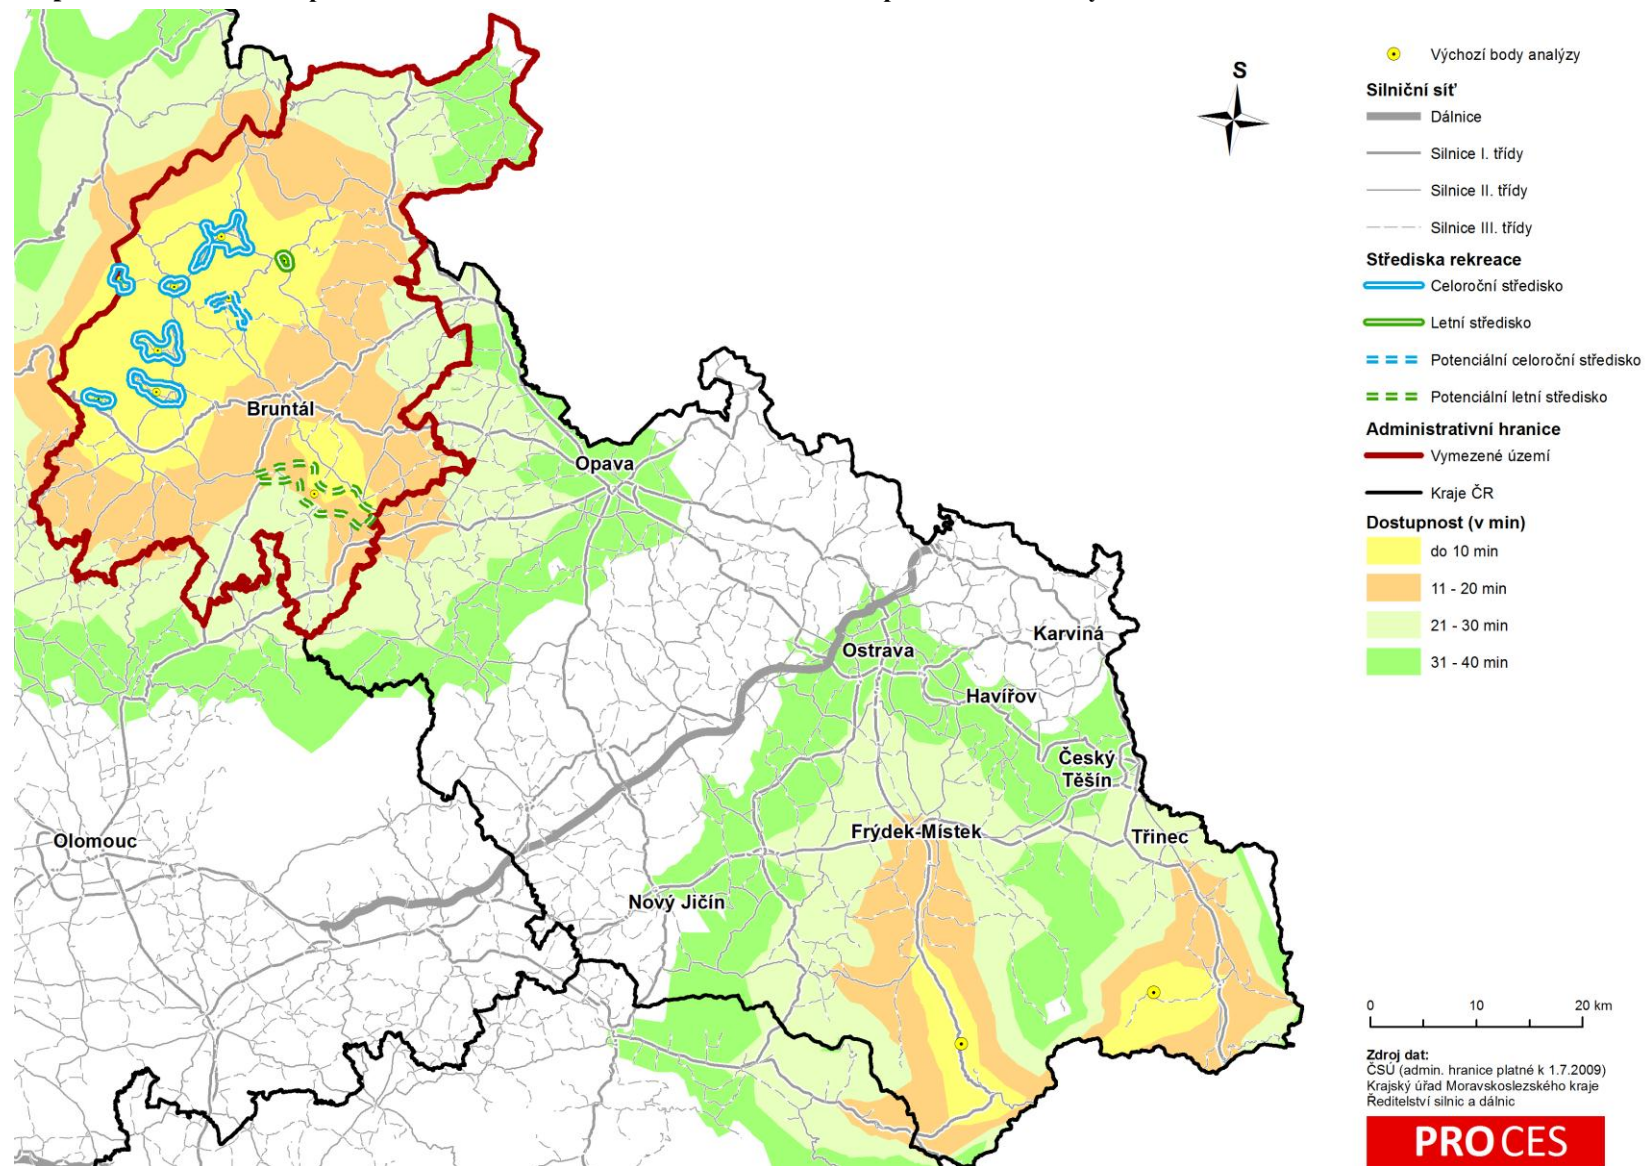 S
Bruntál
Opava
Ostrava
Karviná
Havířov
Český
Těšín
Olomouc
Frýdek-Místek
Třinec
Nový Jičín
Výchozí body analýzy
Silniční síť
Dálnice
Silnice I. třídy
Silnice II. třídy
Silnice III. třídy
Střediska rekreace
Celoroční středisko
Letní středisko
Potenciální celoroční středisko
Potenciální letní středisko
Administrativní hranice
Vymezené území
Kraje ČR
Dostupnost (v min)
do 10 min
11 - 20 min
21 - 30 min
31 - 40 min
0 10 20 km
Zdroj dat:
ČSÚ (admin. hranice platné k 1.7.2009)
Krajský úřad Moravskoslezského kraje
Ředitelství silnic a dálnic
PROCES